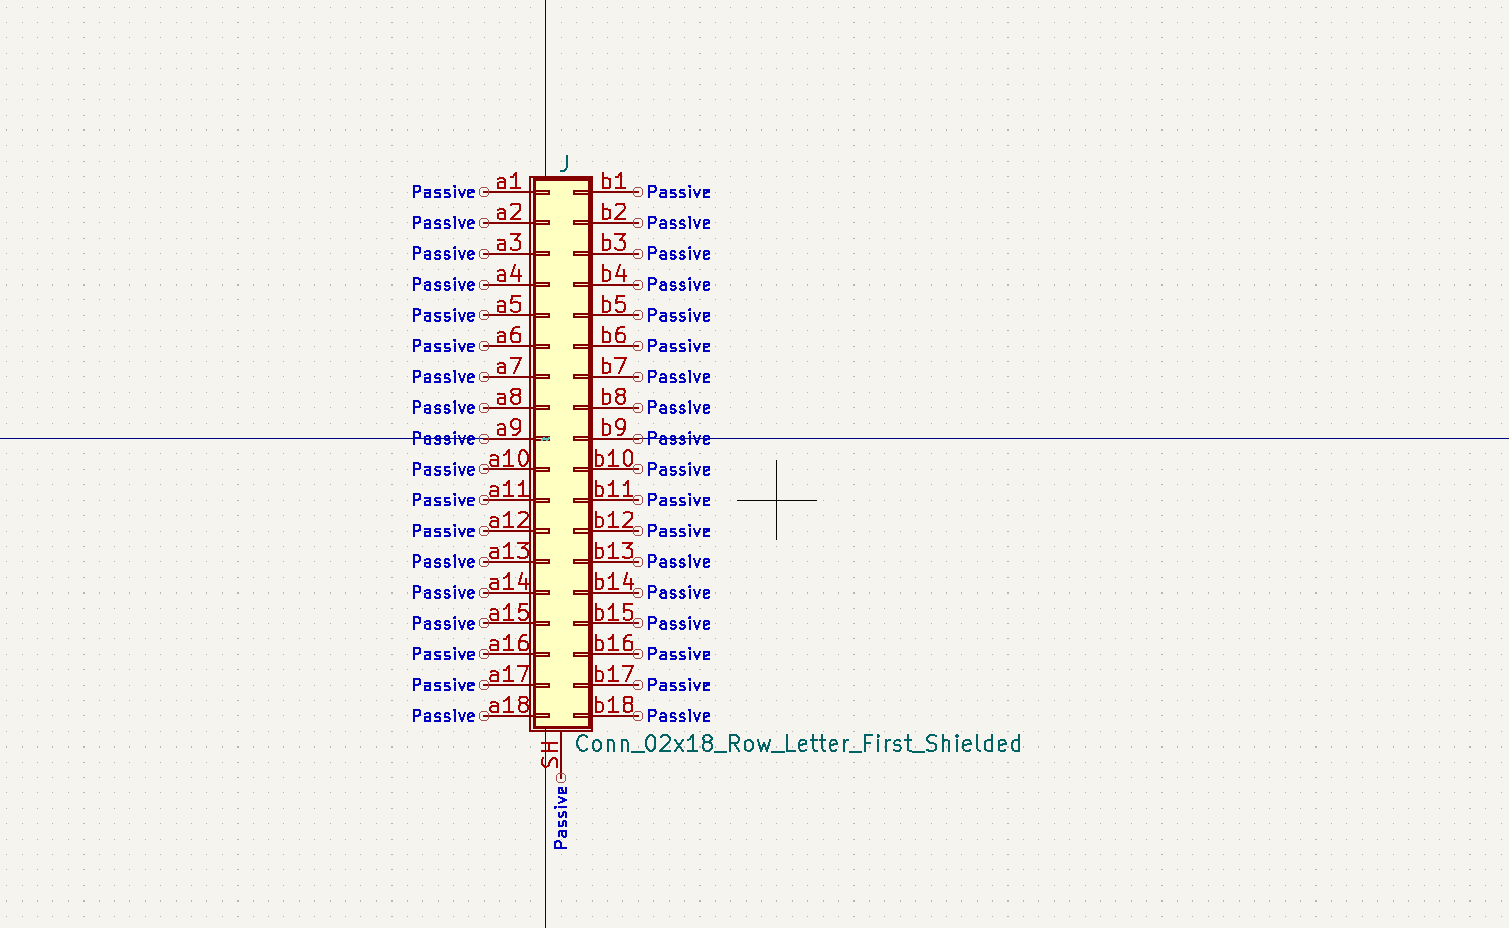 J
Passive a1 b1 Passive
Passive a2 b2 Passive
Passive a3 b3 Passive
Passive a4 b4 Passive
Passive a5 b5 Passive
Passive a6 b6 Passive
Passive a7 b7 Passive
Passive a8 b8 Passive
Passive a9 b9 Passive
Passive a10 b10 Passive
Passive a11 b11 Passive
Passive a12 b12 Passive
Passive a13 b13 Passive
Passive a14 b14 Passive
Passive a15 b15 Passive
Passive a16 b16 Passive
Passive a17 b17 Passive
Passive a18 b18 Passive
SH
Conn_02x18_Row_Letter_First_Shielded
Passive